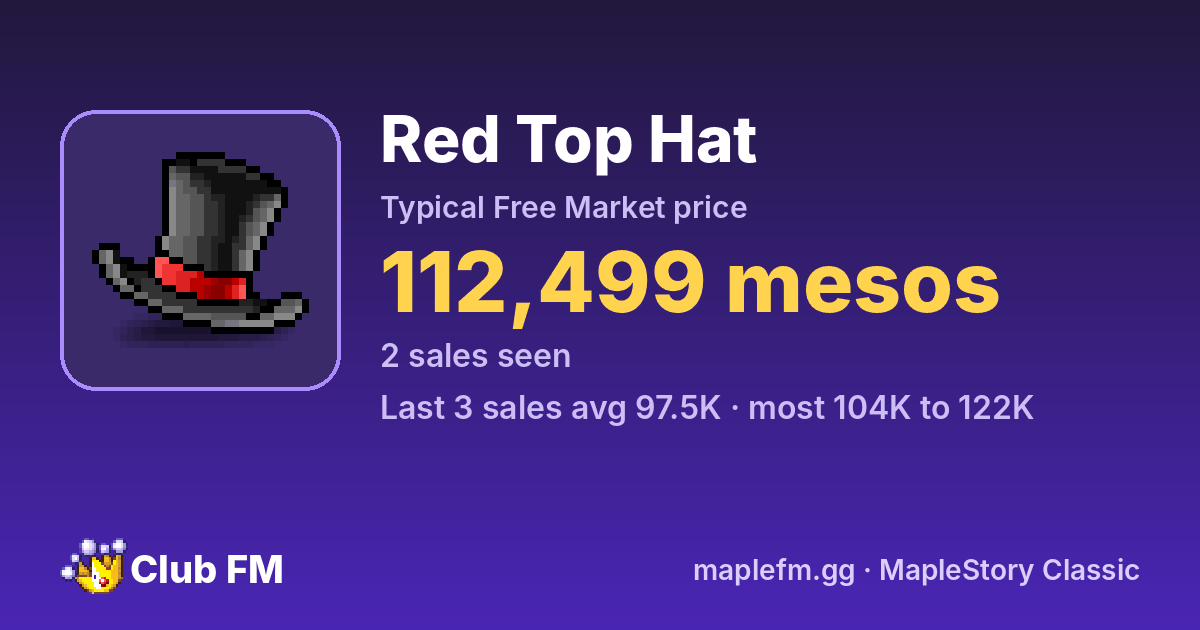 Red Top Hat
Typical Free Market price
112,499 mesos
2 sales seen
Last 3 sales avg 97.5K · most 104K to 122K
Club FM
maplefm.gg · MapleStory Classic